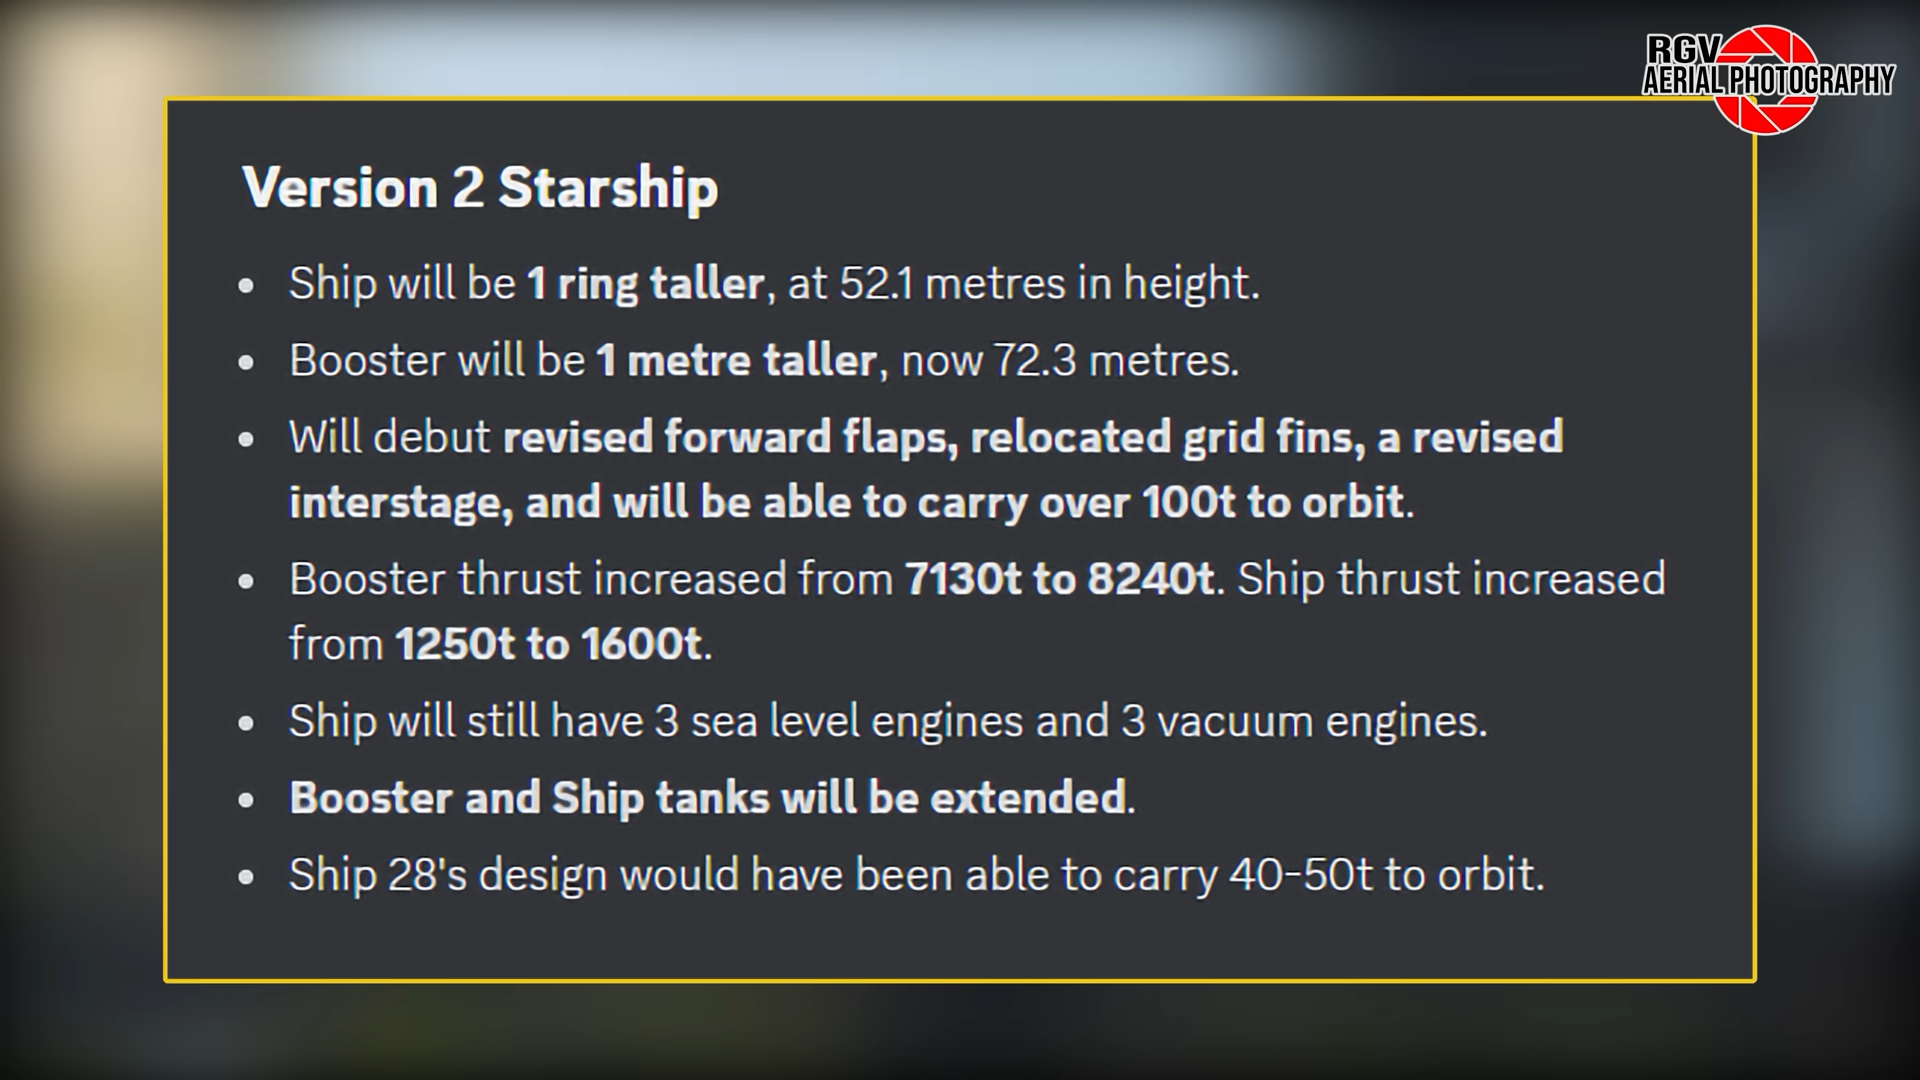 RGV
AERIAL PHOTOGRAPHY
Version 2 Starship
• Ship will be 1 ring taller, at 52.1 metres in height.
• Booster will be 1 metre taller, now 72.3 metres.
• Will debut revised forward flaps, relocated grid fins, a revised
interstage, and will be able to carry over 100t to orbit.
• Booster thrust increased from 7130t to 8240t. Ship thrust increased
from 1250t to 1600t.
• Ship will still have 3 sea level engines and 3 vacuum engines.
• Booster and Ship tanks will be extended.
• Ship 28's design would have been able to carry 40-50t to orbit.